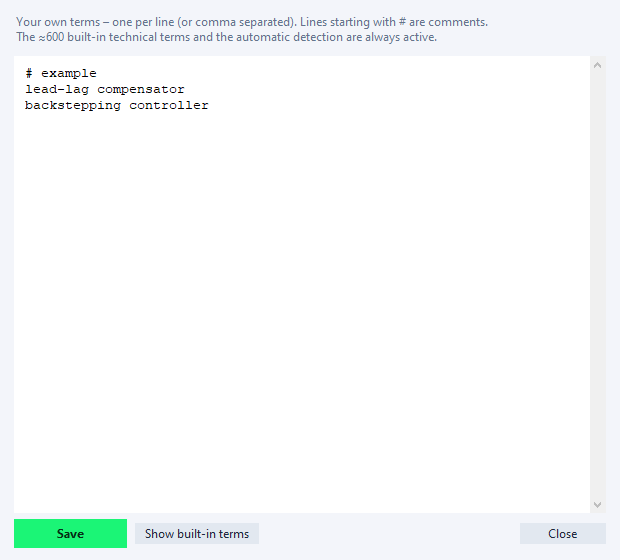 Your own terms – one per line (or comma separated). Lines starting with # are comments.
The ≈600 built-in technical terms and the automatic detection are always active.
# example
lead-lag compensator
backstepping controller
Save
Show built-in terms
Close